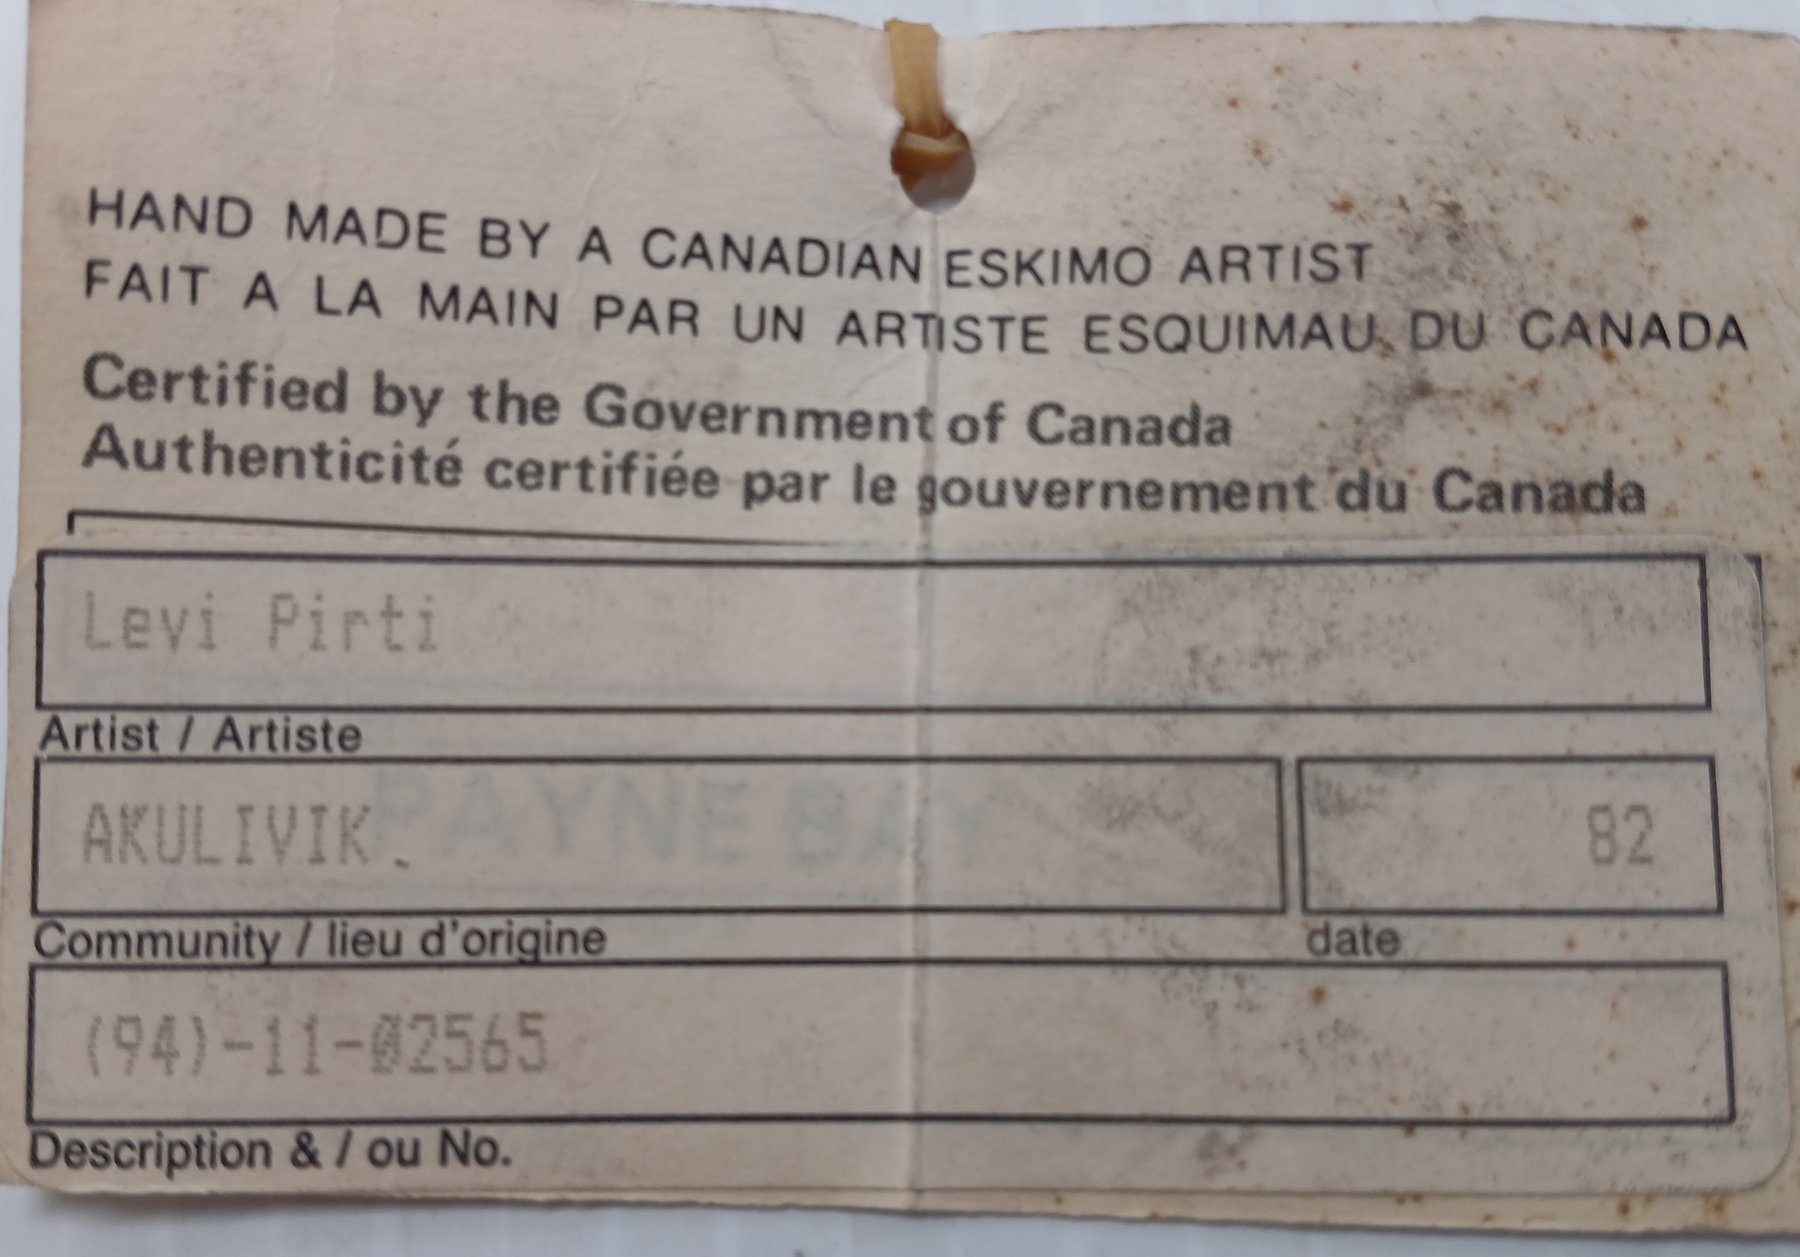 HAND MADE BY A CANADIAN ESKIMO ARTIST
FAIT A LA MAIN PAR UN ARTISTE ESQUIMAU DU CANADA
Certified by the Government of Canada
Authenticité certifiée par le gouvernement du Canada
Levi Pirti
Artist / Artiste
AKULIVIK. PAYNE BAY 82
Community / lieu d'origine date
(94)-11-02565
Description & / ou No.